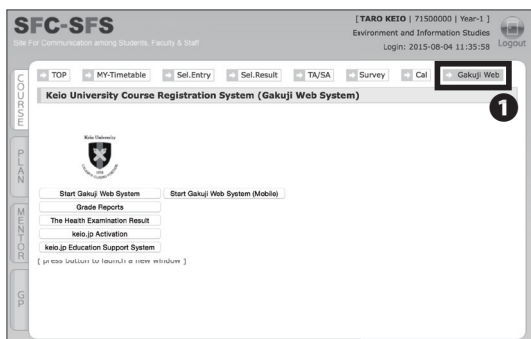 SFC-SFS
Site For Communication among Students, Faculty & Staff
[ TARO KEIO | 71500000 | Year-1 ]
Evironment and Information Studies
Login: 2015-08-04 11:35:58
Logout
TOP MY-Timetable Sel.Entry Sel.Result TA/SA Survey Cal Gakuji Web
1
COURSE
PLAN
MENTOR
GP
Keio University Course Registration System (Gakuji Web System)
Keio University
Start Gakuji Web System Start Gakuji Web System (Mobile)
Grade Reports
The Health Examination Result
keio.jp Activation
keio.jp Education Support System
[ press button to launch a new window ]